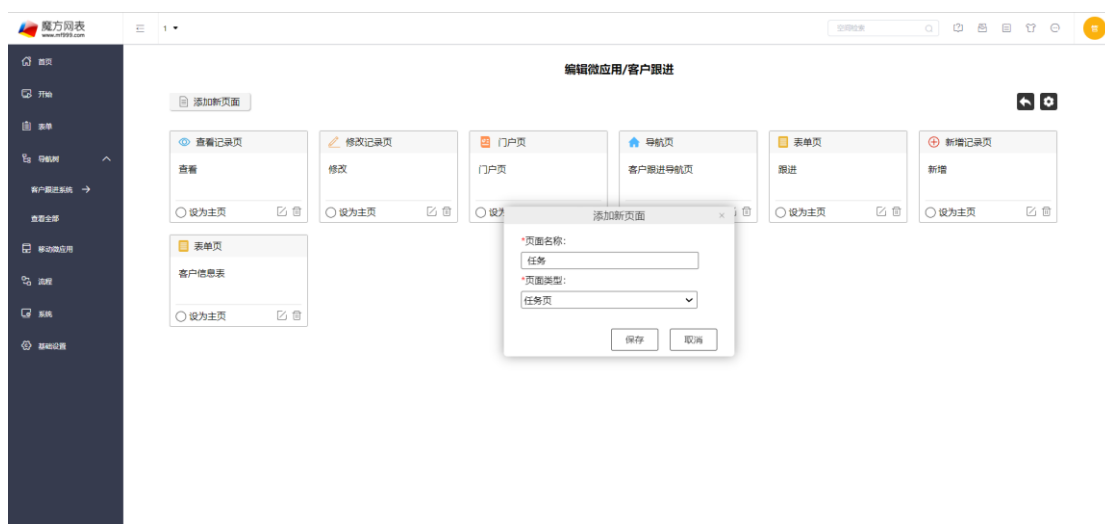 魔方网表
www.mf999.com
1
空间检索
管
首页
开始
表单
导航树
客户跟进系统
查看全部
移动微应用
流程
系统
基础设置
编辑微应用/客户跟进
添加新页面
查看记录页
修改记录页
门户页
导航页
表单页
新增记录页
查看
修改
门户页
客户跟进导航页
跟进
新增
设为主页
设为主页
设为
设为主页
设为主页
表单页
客户信息表
设为主页
添加新页面
*页面名称:
任务
*页面类型:
任务页
保存
取消